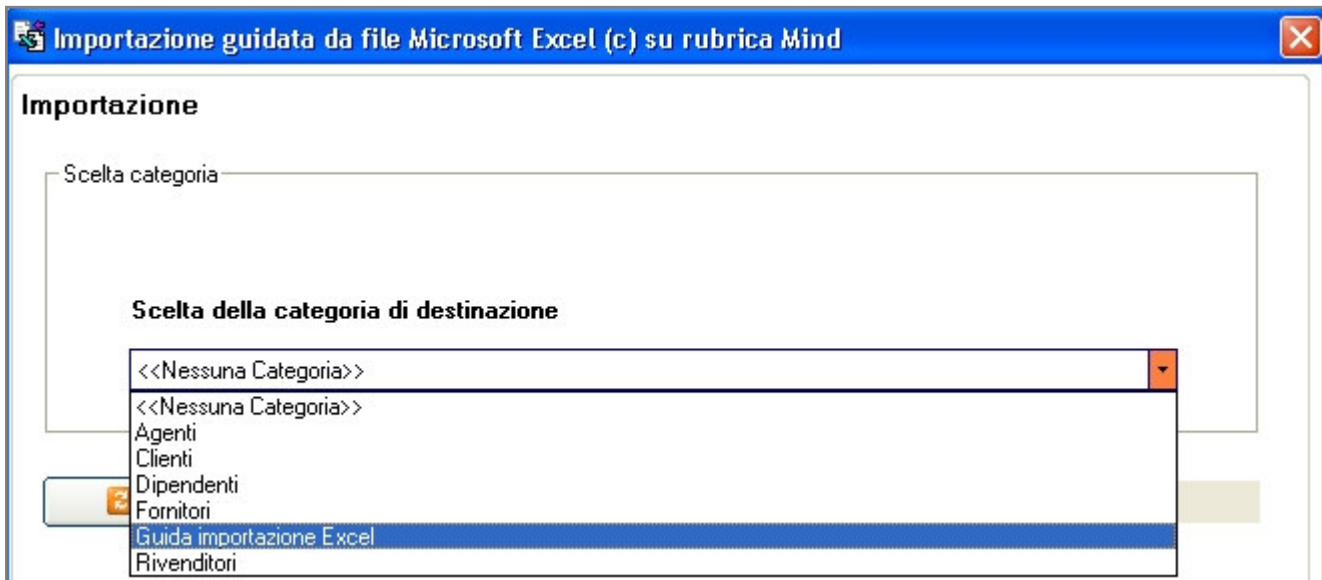 Importazione guidata da file Microsoft Excel (c) su rubrica Mind
Importazione
Scelta categoria
Scelta della categoria di destinazione
<<Nessuna Categoria>>
<<Nessuna Categoria>>
Agenti
Clienti
Dipendenti
Fornitori
Guida importazione Excel
Rivenditori